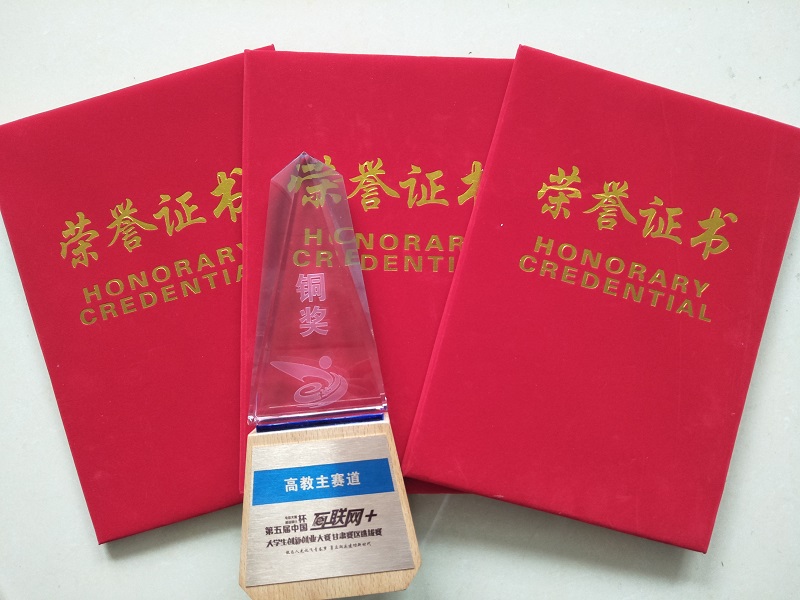 荣誉证书
HONORARY
CREDENTIAL
荣誉证书
HONORARY
CREDENTIAL
荣誉证书
HONORARY
CREDENTIAL
铜奖
高教主赛道
杯
第五届中国 互联网+
大学生创新创业大赛甘肃赛区选拔赛